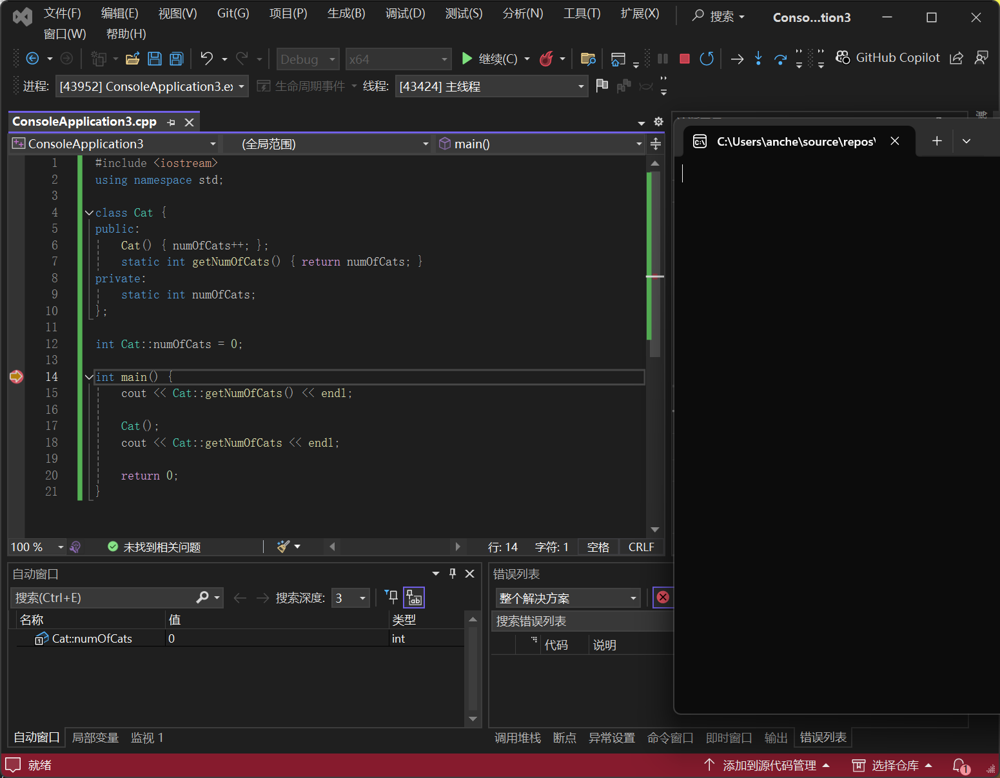 文件(F) 编辑(E) 视图(V) Git(G) 项目(P) 生成(B) 调试(D) 测试(S) 分析(N) 工具(T) 扩展(X) 搜索 Conso...tion3
窗口(W) 帮助(H)
Debug x64 继续(C) GitHub Copilot
进程: [43952] ConsoleApplication3.ex 生命周期事件 线程: [43424] 主线程
ConsoleApplication3.cpp
C:\Users\anche\source\repos\
ConsoleApplication3 (全局范围) main()
1 #include <iostream>
2 using namespace std;
3
4 class Cat {
5 public:
6 Cat() { numOfCats++; };
7 static int getNumOfCats() { return numOfCats; }
8 private:
9 static int numOfCats;
10 };
11
12 int Cat::numOfCats = 0;
13
14 int main() {
15 cout << Cat::getNumOfCats() << endl;
16
17 Cat();
18 cout << Cat::getNumOfCats << endl;
19
20 return 0;
21 }
100 % 未找到相关问题 行: 14 字符: 1 空格 CRLF
自动窗口
搜索(Ctrl+E) 搜索深度: 3
名称 值 类型
Cat::numOfCats 0 int
自动窗口 局部变量 监视 1
错误列表
整个解决方案
搜索错误列表
代码 说明
调用堆栈 断点 异常设置 命令窗口 即时窗口 输出 错误列表
就绪 添加到源代码管理 选择仓库 1